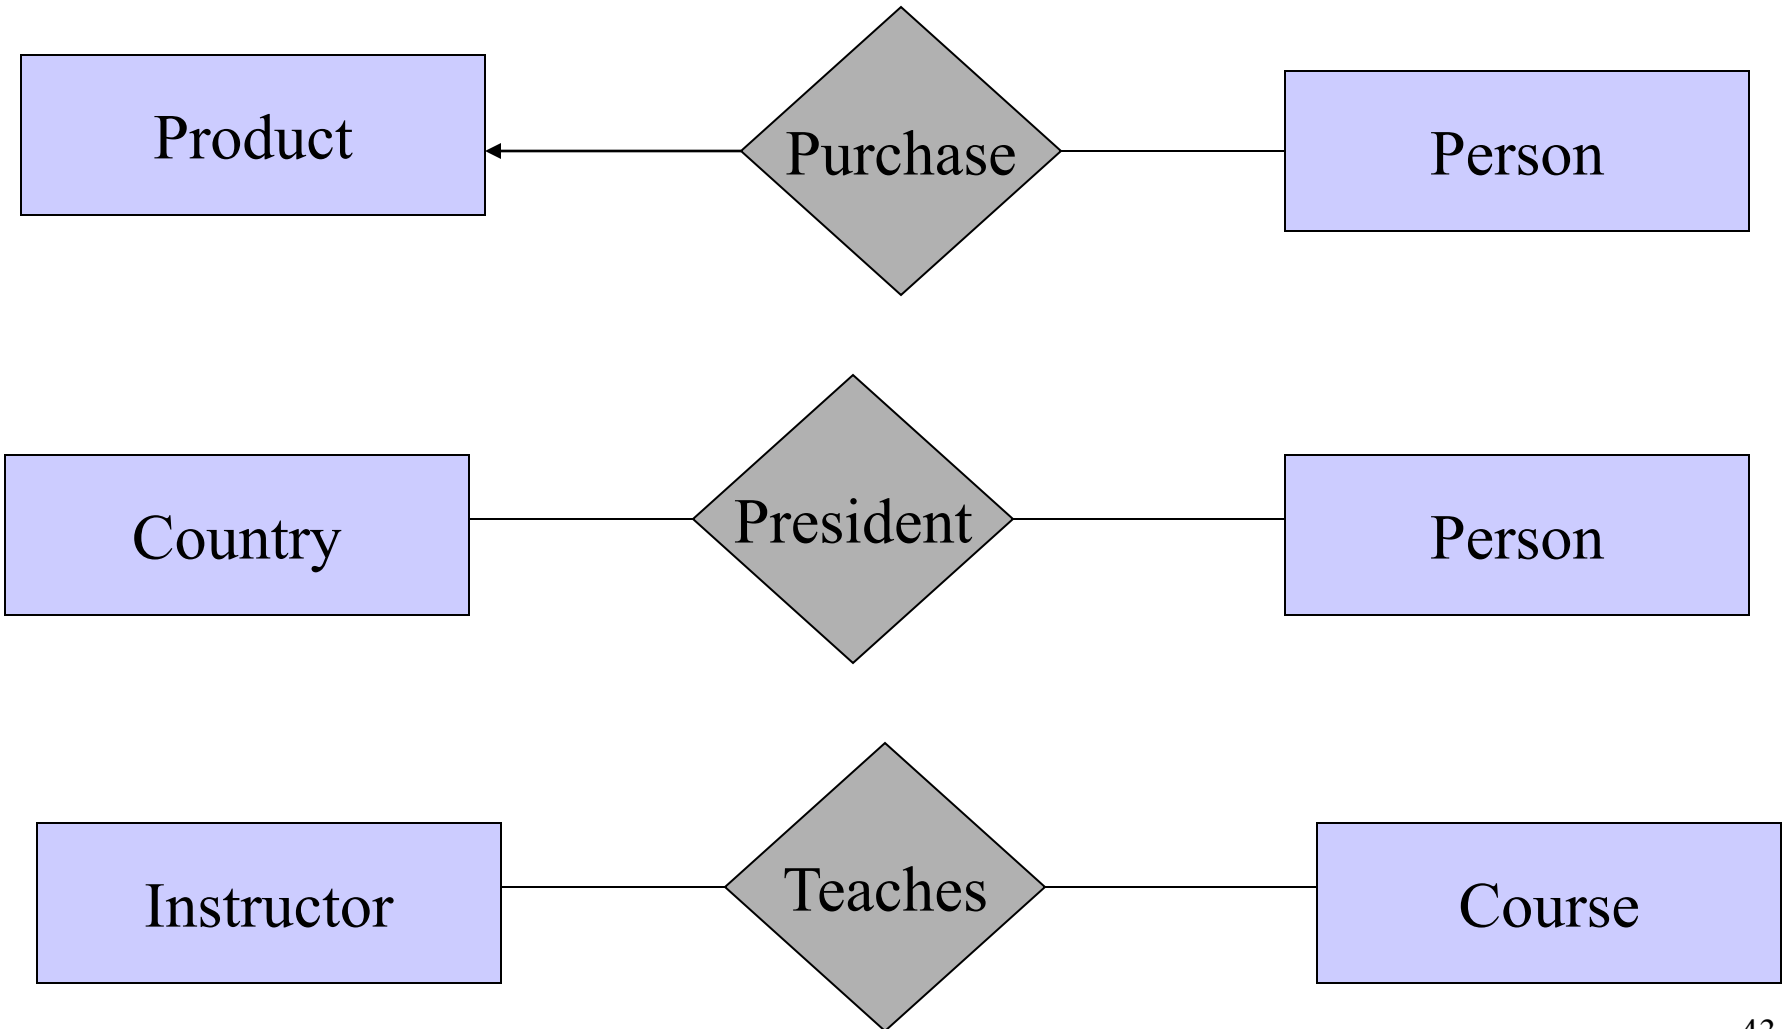 Product
Purchase
Person
Country
President
Person
Instructor
Teaches
Course